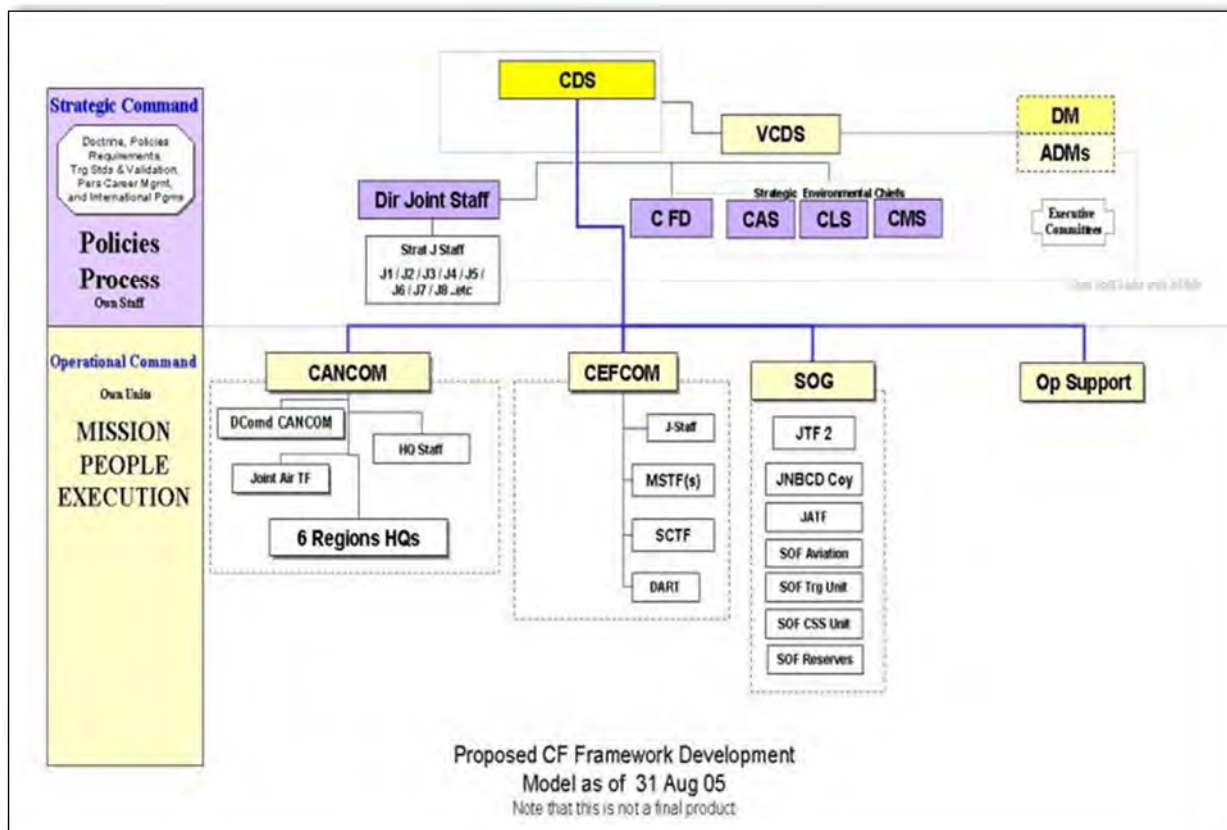 CDS
VCDS
DM
ADMs
Strategic Command
Doctrine, Policies
Requirements,
Trg Stds & Validation,
Pers Career Mgmt,
and International Pgms
Policies
Process
Own Staff
Dir Joint Staff
Strategic Environmental Chiefs
C FD
CAS
CLS
CMS
Executive
Committees
Strat J Staff
J1 / J2 / J3 / J4 / J5 /
J6 / J7 / J8 ..etc
Operational Command
Own Units
MISSION
PEOPLE
EXECUTION
CANCOM
DComd CANCOM
HQ Staff
Joint Air TF
6 Regions HQs
CEFCOM
J-Staff
MSTF(s)
SCTF
DART
SOG
JTF 2
JNBCD Coy
JATF
SOF Aviation
SOF Trg Unit
SOF CSS Unit
SOF Reserves
Op Support
Proposed CF Framework Development
Model as of 31 Aug 05
Note that this is not a final product